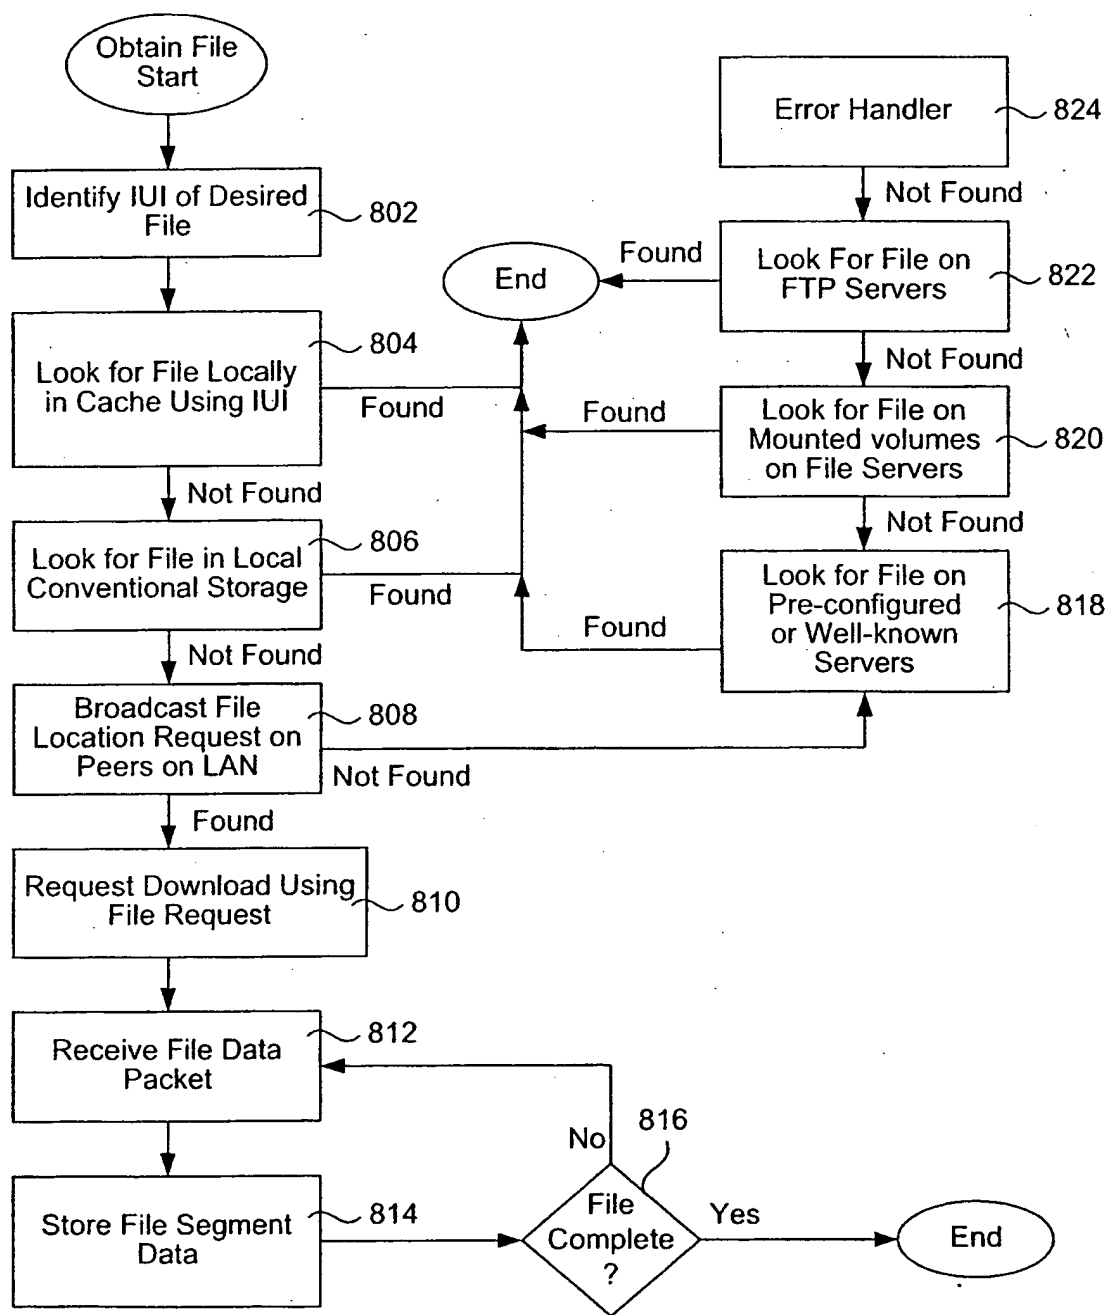 Obtain File
Start
Identify IUI of Desired
File
802
Look for File Locally
in Cache Using IUI
804
Found
Not Found
Look for File in Local
Conventional Storage
806
Found
Not Found
Broadcast File
Location Request on
Peers on LAN
808
Not Found
Found
Request Download Using
File Request
810
Receive File Data
Packet
812
Store File Segment
Data
814
File
Complete
?
816
No
Yes
End
Error Handler
824
Not Found
Look For File on
FTP Servers
822
Found
End
Not Found
Look for File on
Mounted volumes
on File Servers
820
Found
Not Found
Look for File on
Pre-configured
or Well-known
Servers
818
Found